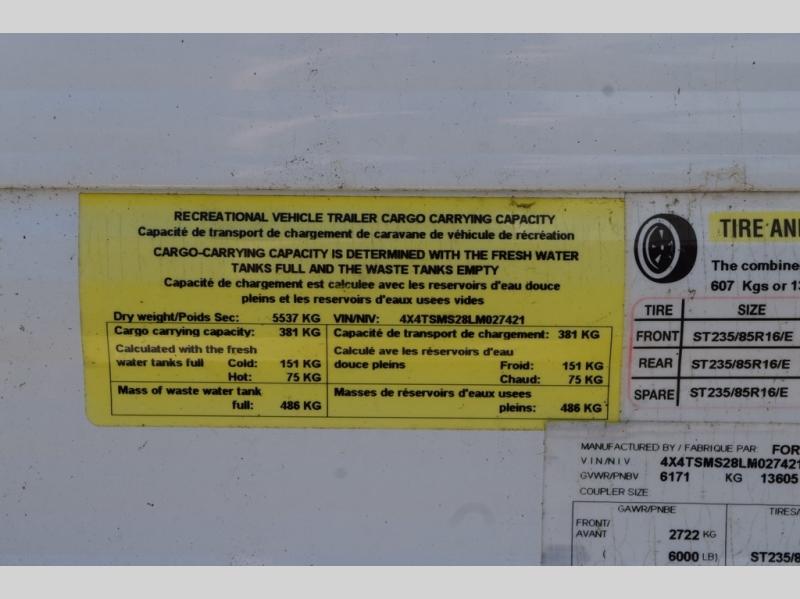 RECREATIONAL VEHICLE TRAILER CARGO CARRYING CAPACITY
Capacité de transport de chargement de caravane de véhicule de récréation
CARGO-CARRYING CAPACITY IS DETERMINED WITH THE FRESH WATER
TANKS FULL AND THE WASTE TANKS EMPTY
Capacité de chargement est calculee avec les reservoirs d'eau douce
pleins et les reservoirs d'eaux usees vides
Dry weight/Poids Sec: 5537 KG VIN/NIV: 4X4TSMS28LM027421
Cargo carrying capacity: 381 KG Capacité de transport de chargement: 381 KG
Calculated with the fresh Calculé ave les réservoirs d'eau
water tanks full Cold: 151 KG douce pleins Froid: 151 KG
Hot: 75 KG Chaud: 75 KG
Mass of waste water tank Masses de réservoirs d'eaux usees
full: 486 KG pleins: 486 KG
TIRE AN
The combine
607 Kgs or 1
TIRE SIZE
FRONT ST235/85R16/E
REAR ST235/85R16/E
SPARE ST235/85R16/E
MANUFACTURED BY / FABRIQUE PAR: FOR
VIN/NIV 4X4TSMS28LM027421
GVWR/PNBV 6171 KG 13605
COUPLER SIZE
GAWR/PNBE TIRES/
FRONT/
AVANT 2722 KG
( 6000 LB) ST235/8